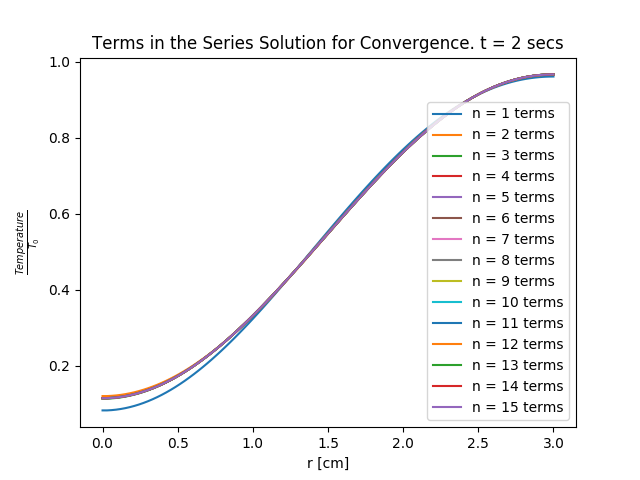 Terms in the Series Solution for Convergence. t = 2 secs
1.0
0.8
0.6
0.4
0.2
Temperature
T0
n = 1 terms
n = 2 terms
n = 3 terms
n = 4 terms
n = 5 terms
n = 6 terms
n = 7 terms
n = 8 terms
n = 9 terms
n = 10 terms
n = 11 terms
n = 12 terms
n = 13 terms
n = 14 terms
n = 15 terms
0.0 0.5 1.0 1.5 2.0 2.5 3.0
r [cm]